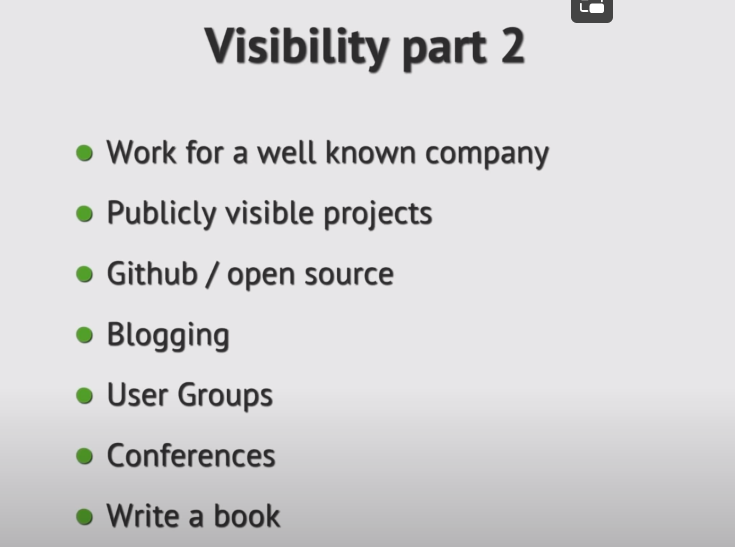 Visibility part 2
Work for a well known company
Publicly visible projects
Github / open source
Blogging
User Groups
Conferences
Write a book